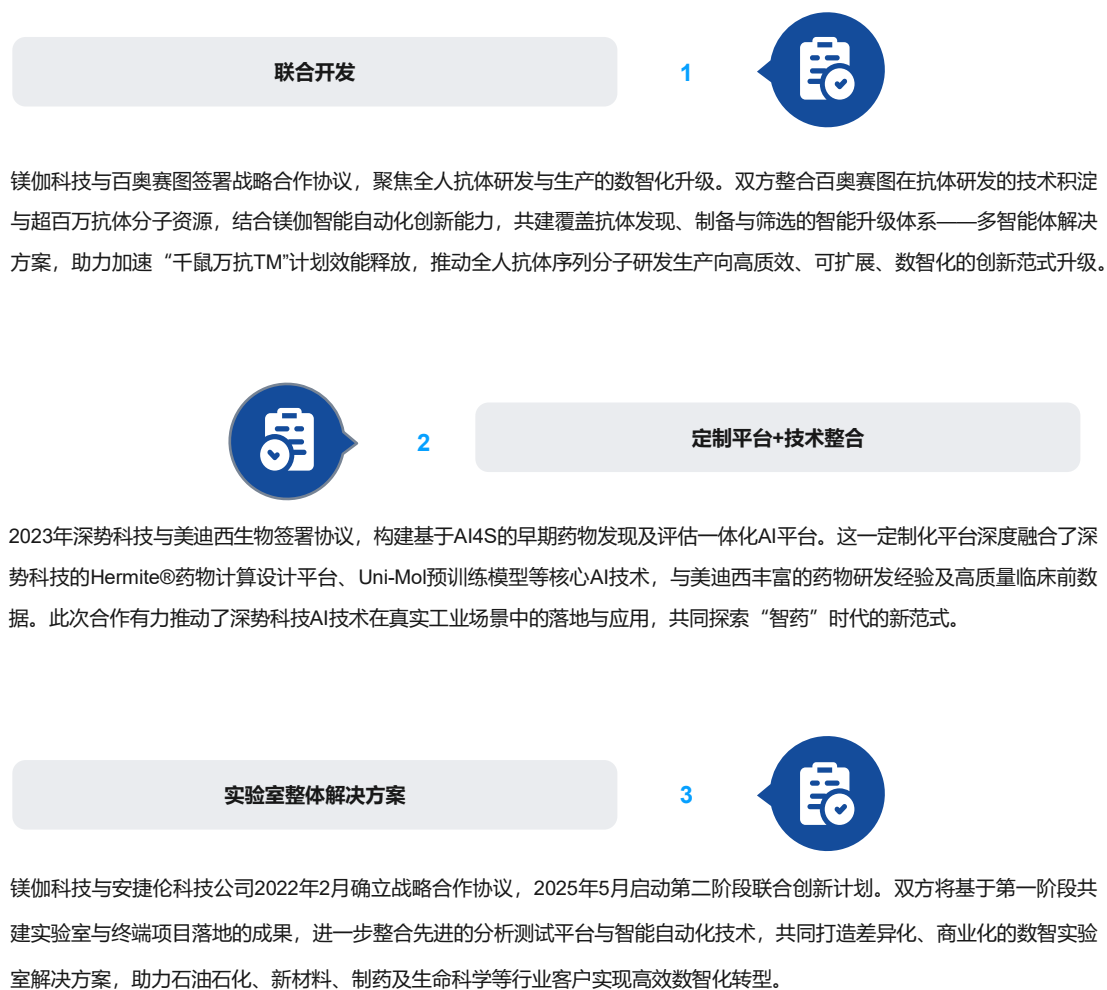 联合开发
1
镁伽科技与百奥赛图签署战略合作协议，聚焦全人抗体研发与生产的数智化升级。双方整合百奥赛图在抗体研发的技术积淀
与超百万抗体分子资源，结合镁伽智能自动化创新能力，共建覆盖抗体发现、制备与筛选的智能升级体系——多智能体解决
方案，助力加速“千鼠万抗TM”计划效能释放，推动全人抗体序列分子研发生产向高质效、可扩展、数智化的创新范式升级。
2
定制平台+技术整合
2023年深势科技与美迪西生物签署协议，构建基于AI4S的早期药物发现及评估一体化AI平台。这一定制化平台深度融合了深
势科技的Hermite®药物计算设计平台、Uni-Mol预训练模型等核心AI技术，与美迪西丰富的药物研发经验及高质量临床前数
据。此次合作有力推动了深势科技AI技术在真实工业场景中的落地与应用，共同探索“智药”时代的新范式。
实验室整体解决方案
3
镁伽科技与安捷伦科技公司2022年2月确立战略合作协议，2025年5月启动第二阶段联合创新计划。双方将基于第一阶段共
建实验室与终端项目落地的成果，进一步整合先进的分析测试平台与智能自动化技术，共同打造差异化、商业化的数智实验
室解决方案，助力石油石化、新材料、制药及生命科学等行业客户实现高效数智化转型。